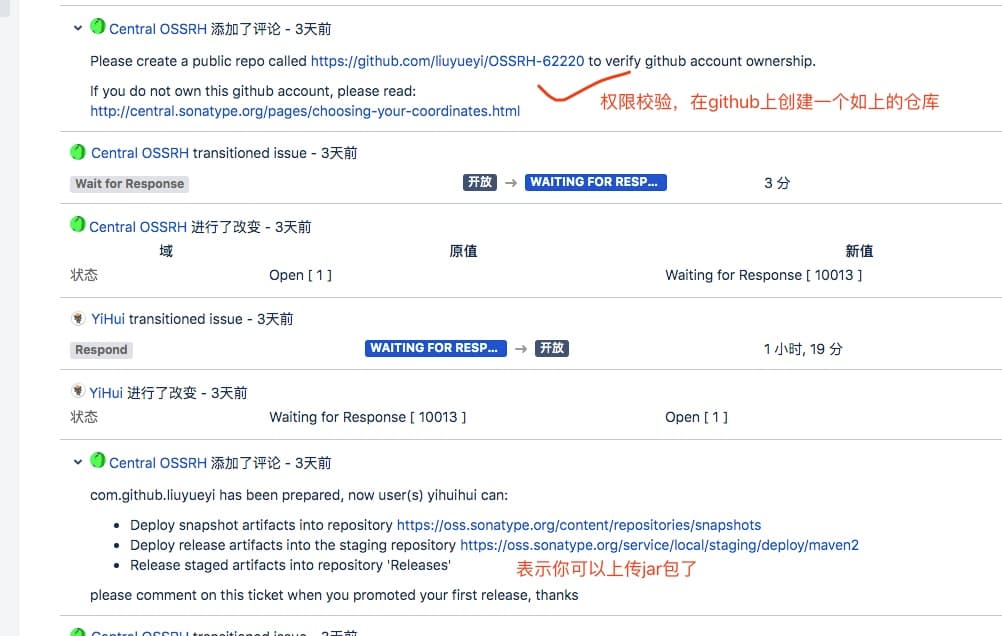 Central OSSRH 添加了评论 - 3天前
Please create a public repo called https://github.com/liuyueyi/OSSRH-62220 to verify github account ownership.
If you do not own this github account, please read:
http://central.sonatype.org/pages/choosing-your-coordinates.html
权限校验，在github上创建一个如上的仓库
Central OSSRH transitioned issue - 3天前
Wait for Response 开放 → WAITING FOR RESP... 3 分
Central OSSRH 进行了改变 - 3天前
域 原值 新值
状态 Open [ 1 ] Waiting for Response [ 10013 ]
YiHui transitioned issue - 3天前
Respond WAITING FOR RESP... → 开放 1 小时, 19 分
YiHui 进行了改变 - 3天前
状态 Waiting for Response [ 10013 ] Open [ 1 ]
Central OSSRH 添加了评论 - 3天前
com.github.liuyueyi has been prepared, now user(s) yihuihui can:
• Deploy snapshot artifacts into repository https://oss.sonatype.org/content/repositories/snapshots
• Deploy release artifacts into the staging repository https://oss.sonatype.org/service/local/staging/deploy/maven2
• Release staged artifacts into repository 'Releases'
表示你可以上传jar包了
please comment on this ticket when you promoted your first release, thanks
Central OSSRH transitioned issue - 3天前